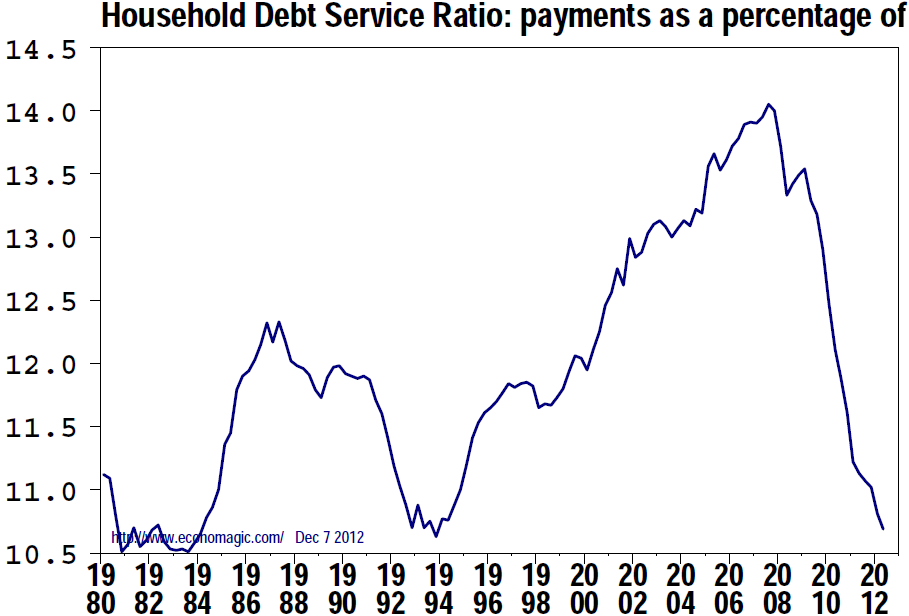 Household Debt Service Ratio: payments as a percentage of
14.5
14.0
13.5
13.0
12.5
12.0
11.5
11.0
10.5
http://www.economagic.com/ Dec 7 2012
19 19 19 19 19 19 19 19 19 19 20 20 20 20 20 20 20
80 82 84 86 88 90 92 94 96 98 00 02 04 06 08 10 12